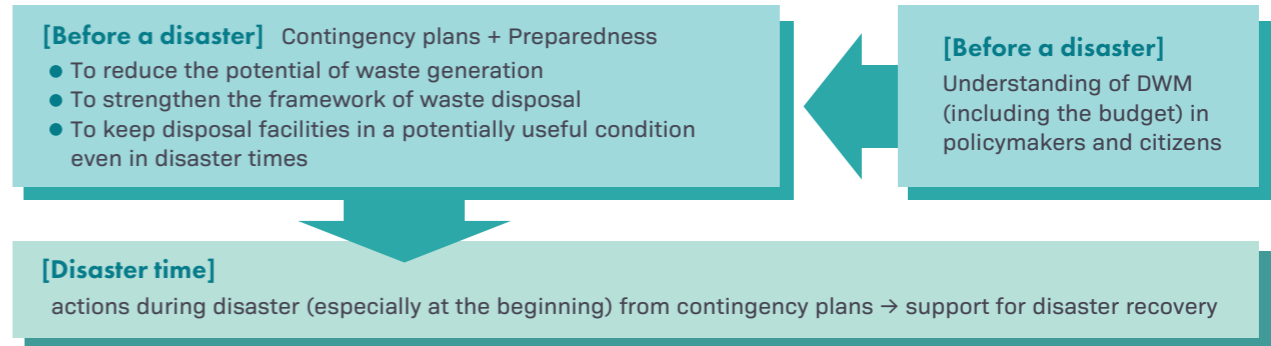 [Before a disaster] Contingency plans + Preparedness
● To reduce the potential of waste generation
● To strengthen the framework of waste disposal
● To keep disposal facilities in a potentially useful condition
even in disaster times
[Before a disaster]
Understanding of DWM
(including the budget) in
policymakers and citizens
[Disaster time]
actions during disaster (especially at the beginning) from contingency plans → support for disaster recovery